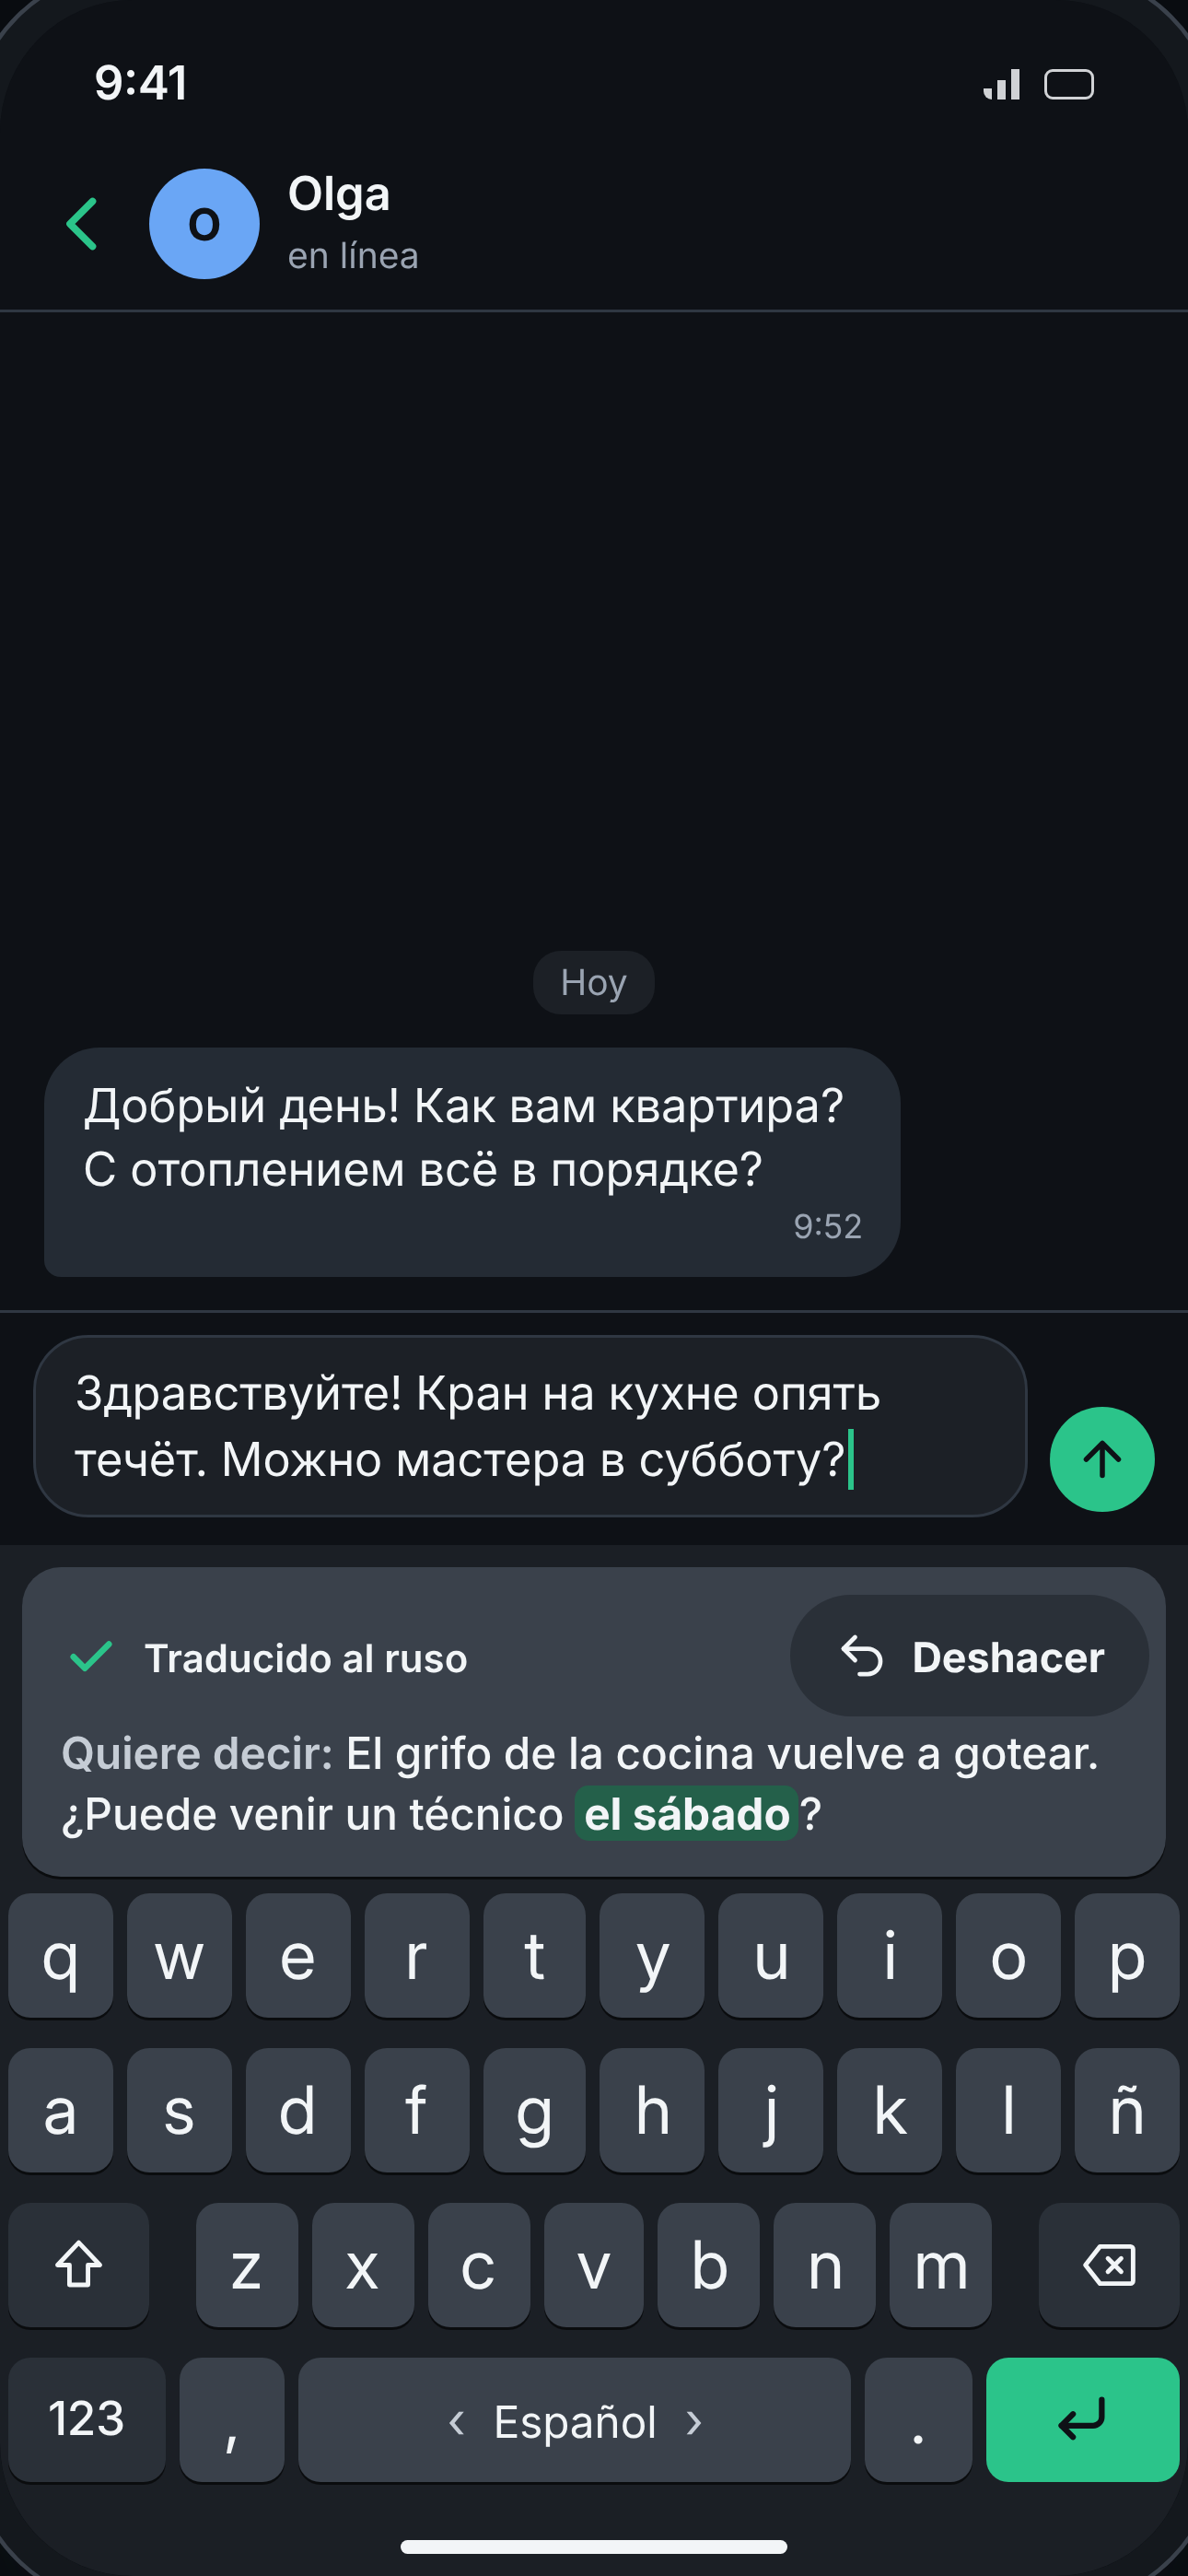 9:41
O
Olga
en línea
Hoy
Добрый день! Как вам квартира?
С отоплением всё в порядке?
9:52
Здравствуйте! Кран на кухне опять
течёт. Можно мастера в субботу?
Traducido al ruso
Deshacer
Quiere decir: El grifo de la cocina vuelve a gotear.
¿Puede venir un técnico el sábado?
q w e r t y u i o p
a s d f g h j k l ñ
z x c v b n m
123 , ‹ Español › .